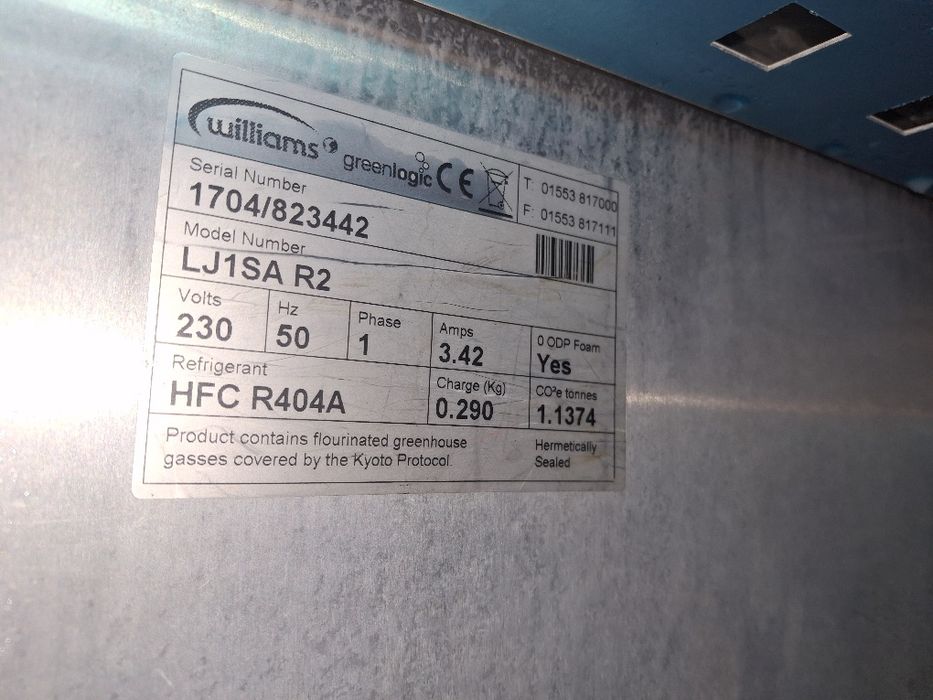 williams greenlogic CE
T: 01553 817000
F: 01553 817111
Serial Number
1704/823442
Model Number
LJ1SA R2
Volts
230
Hz
50
Phase
1
Amps
3.42
0 ODP Foam
Yes
Refrigerant
HFC R404A
Charge (Kg)
0.290
CO²e tonnes
1.1374
Product contains flourinated greenhouse
gasses covered by the Kyoto Protocol.
Hermetically
Sealed